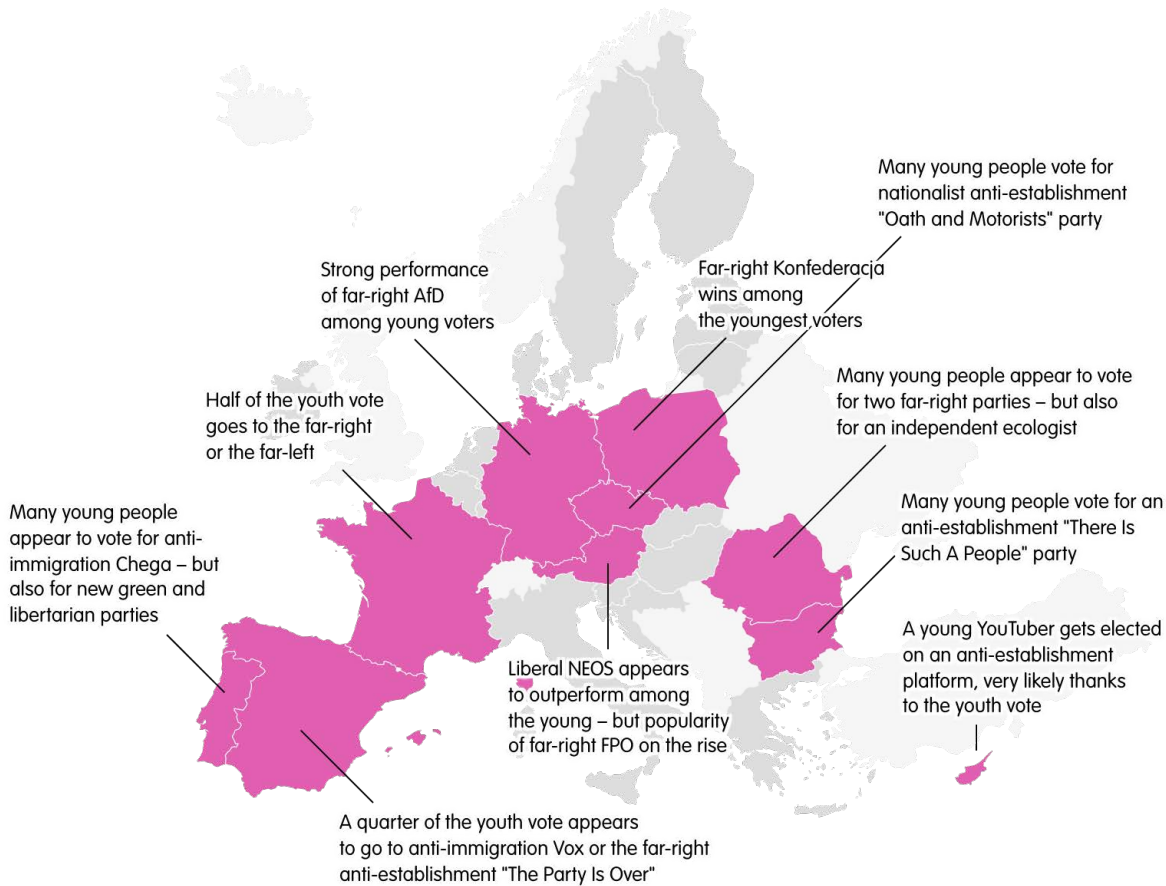 Many young people vote for
nationalist anti-establishment
"Oath and Motorists" party
Strong performance
of far-right AfD
among young voters
Far-right Konfederacja
wins among
the youngest voters
Many young people appear to vote
for two far-right parties – but also
for an independent ecologist
Half of the youth vote
goes to the far-right
or the far-left
Many young people vote for an
anti-establishment "There Is
Such A People" party
Many young people
appear to vote for anti-
immigration Chega – but
also for new green and
libertarian parties
A young YouTuber gets elected
on an anti-establishment
platform, very likely thanks
to the youth vote
Liberal NEOS appears
to outperform among
the young – but popularity
of far-right FPO on the rise
A quarter of the youth vote appears
to go to anti-immigration Vox or the far-right
anti-establishment "The Party Is Over"